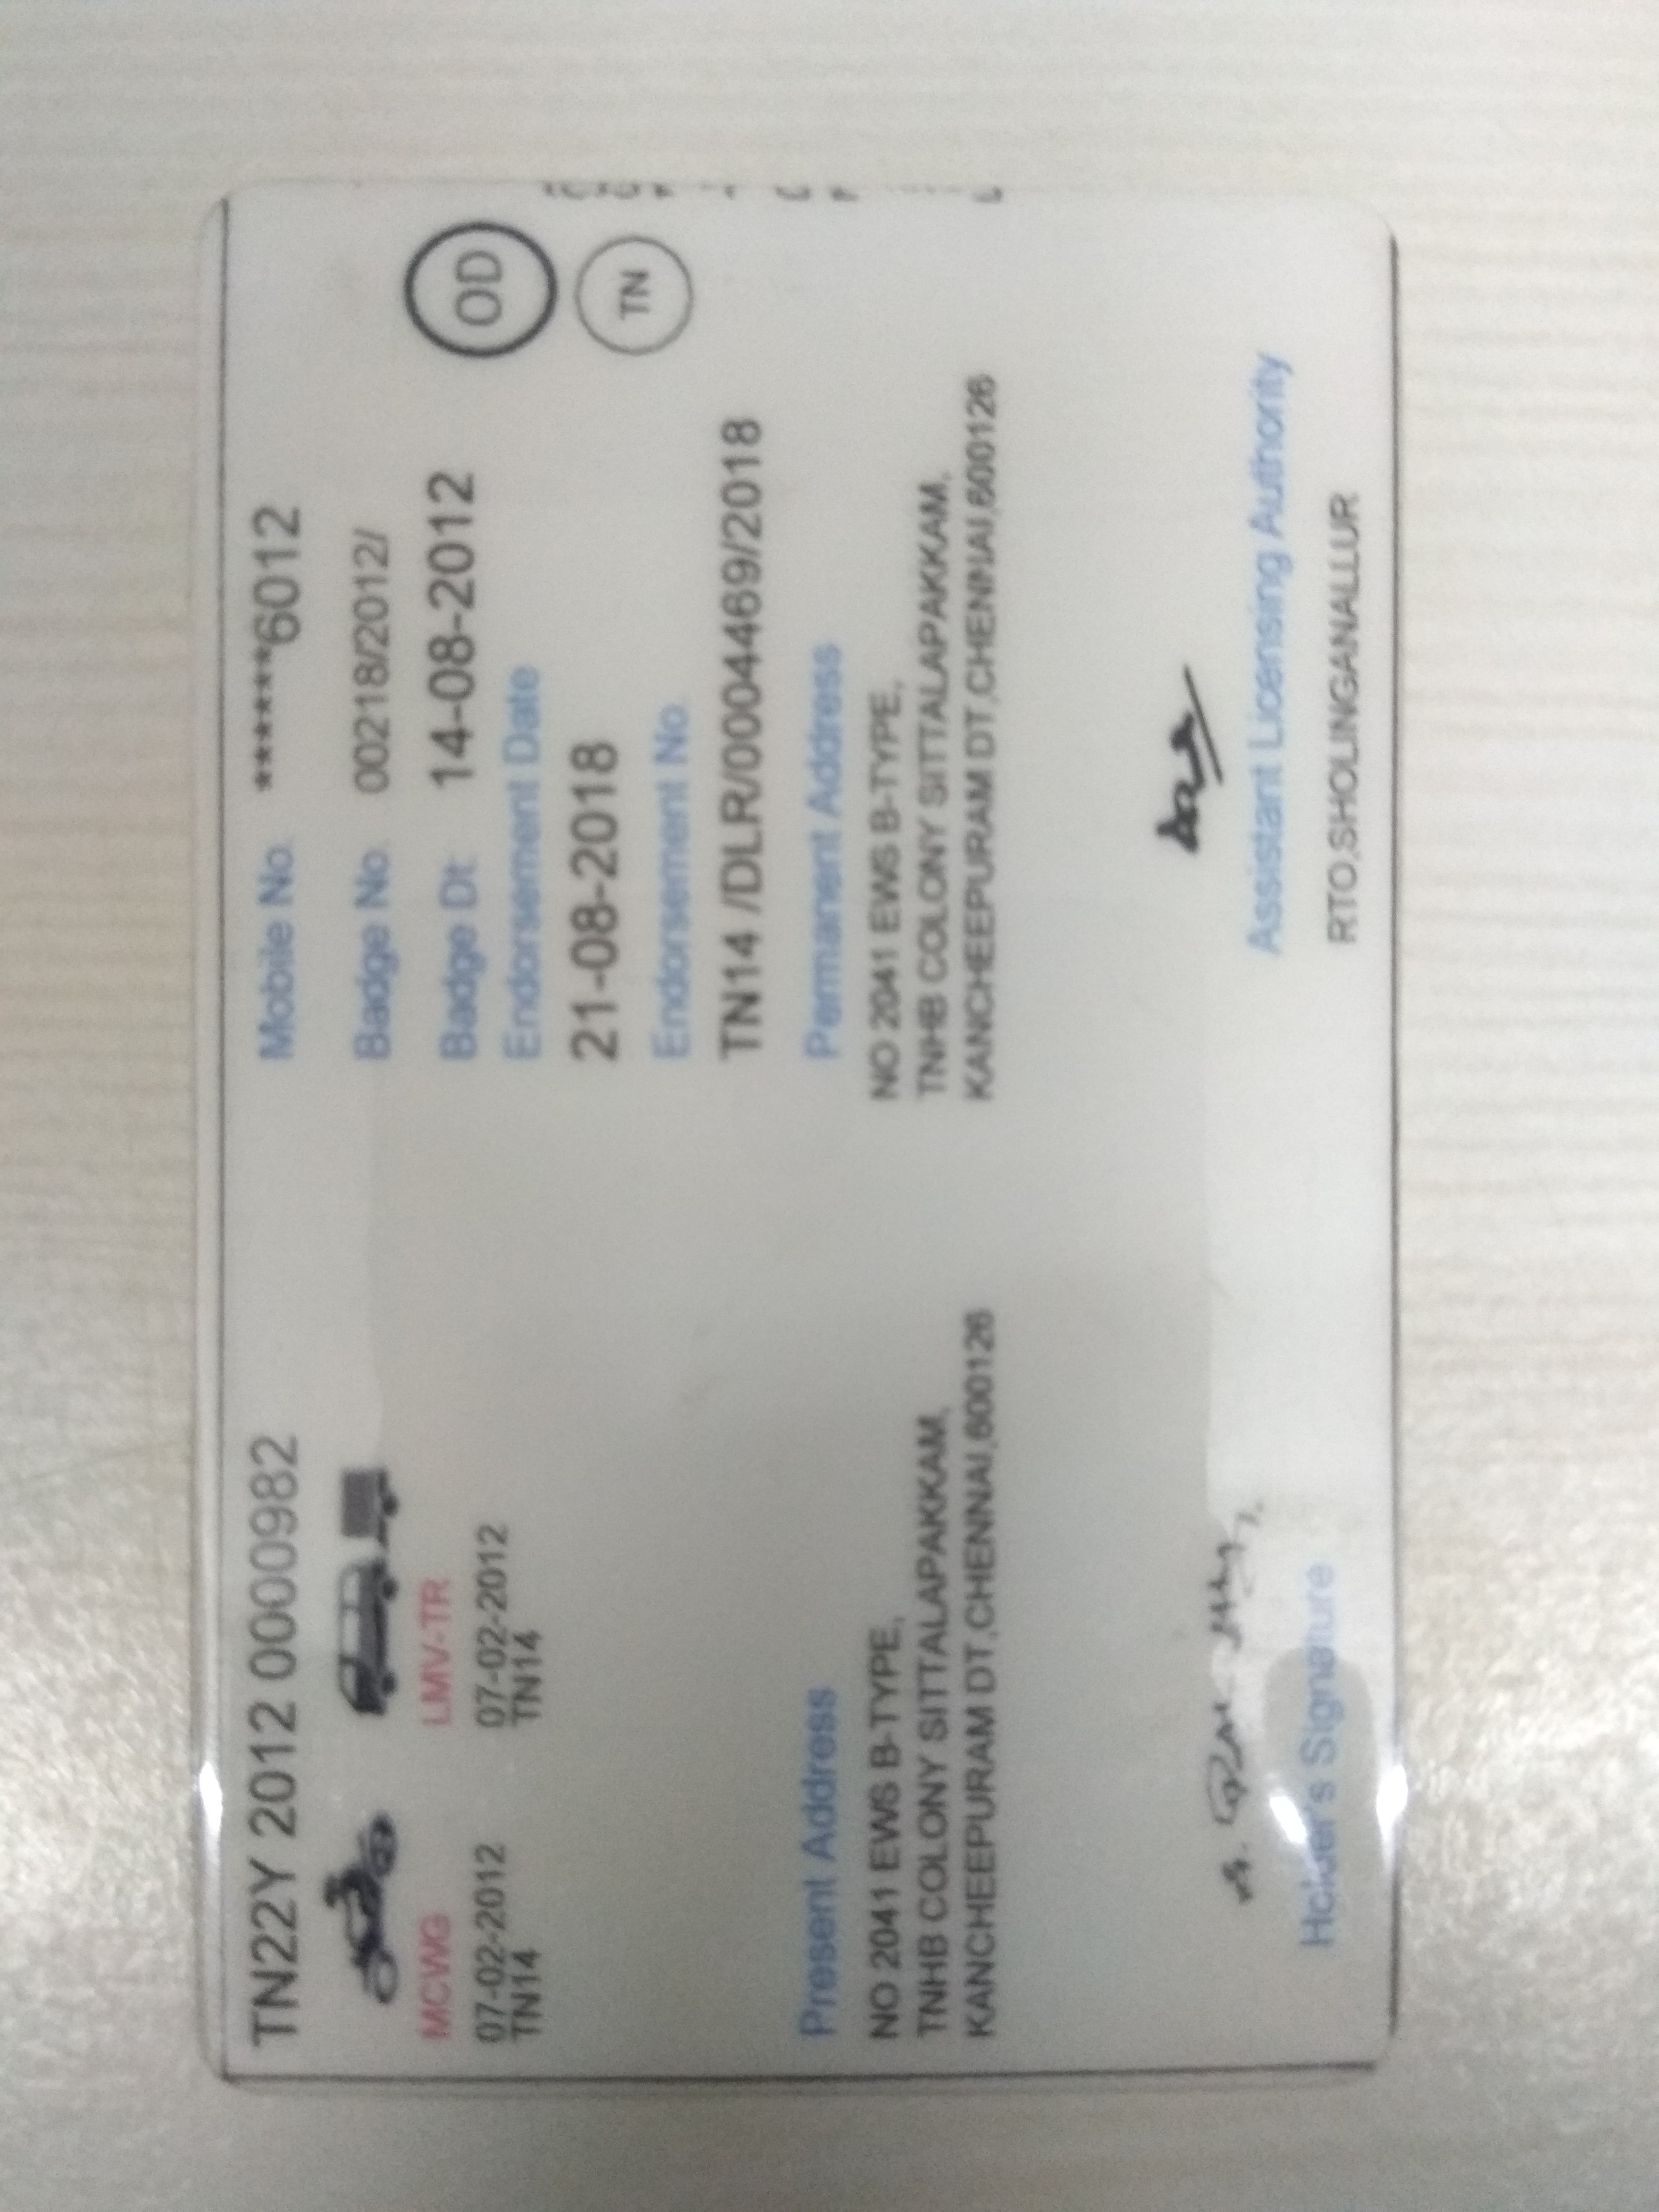 TN22Y 2012 0000982
Mobile No. ******6012
Badge No. 00218/2012/
MCWG LMV-TR
Badge Dt: 14-08-2012
OD
07-02-2012 07-02-2012
TN14 TN14
Endorsement Date
21-08-2018
TN
Endorsement No.
TN14 /DLR/0004469/2018
Present Address
NO 2041 EWS B-TYPE,
TNHB COLONY SITTALAPAKKAM,
KANCHEEPURAM DT,CHENNAI,600126
Permanent Address
NO 2041 EWS B-TYPE,
TNHB COLONY SITTALAPAKKAM,
KANCHEEPURAM DT,CHENNAI,600126
Holder's Signature
Assistant Licensing Authority
RTO,SHOLINGANALLUR